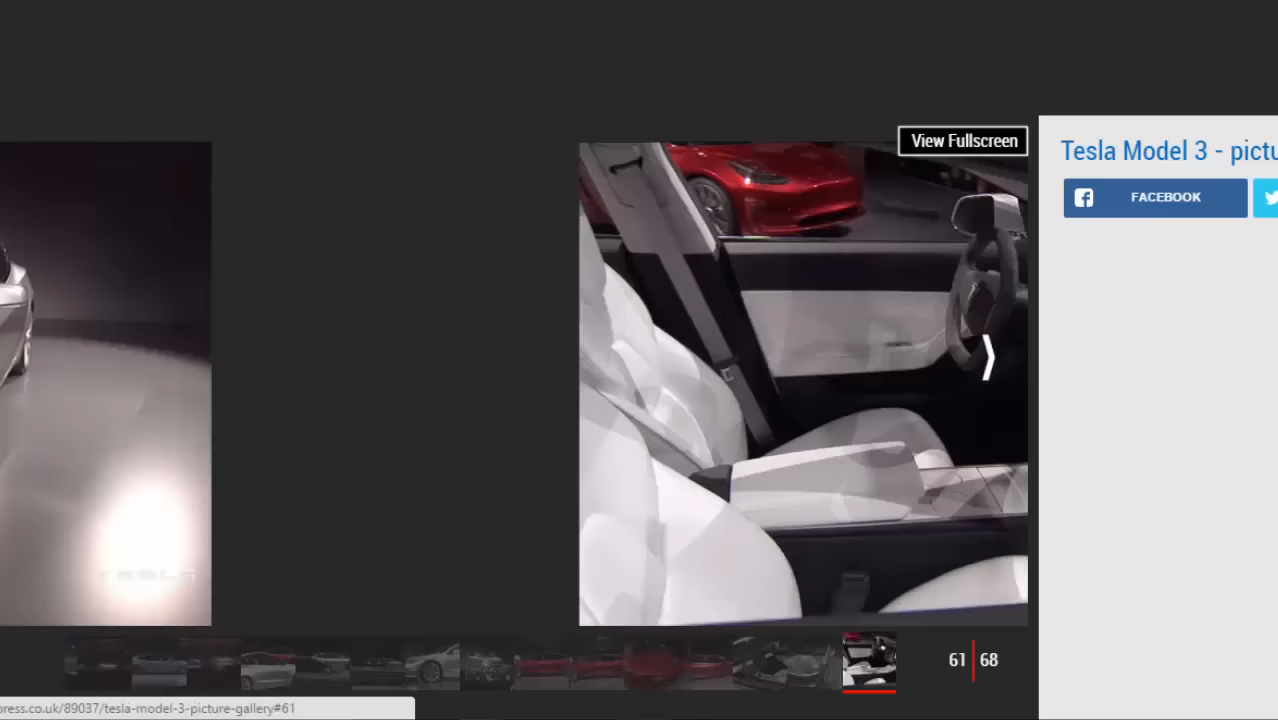 View Fullscreen
Tesla Model 3 - pictu
FACEBOOK
61 68
press.co.uk/89037/tesla-model-3-picture-gallery#61